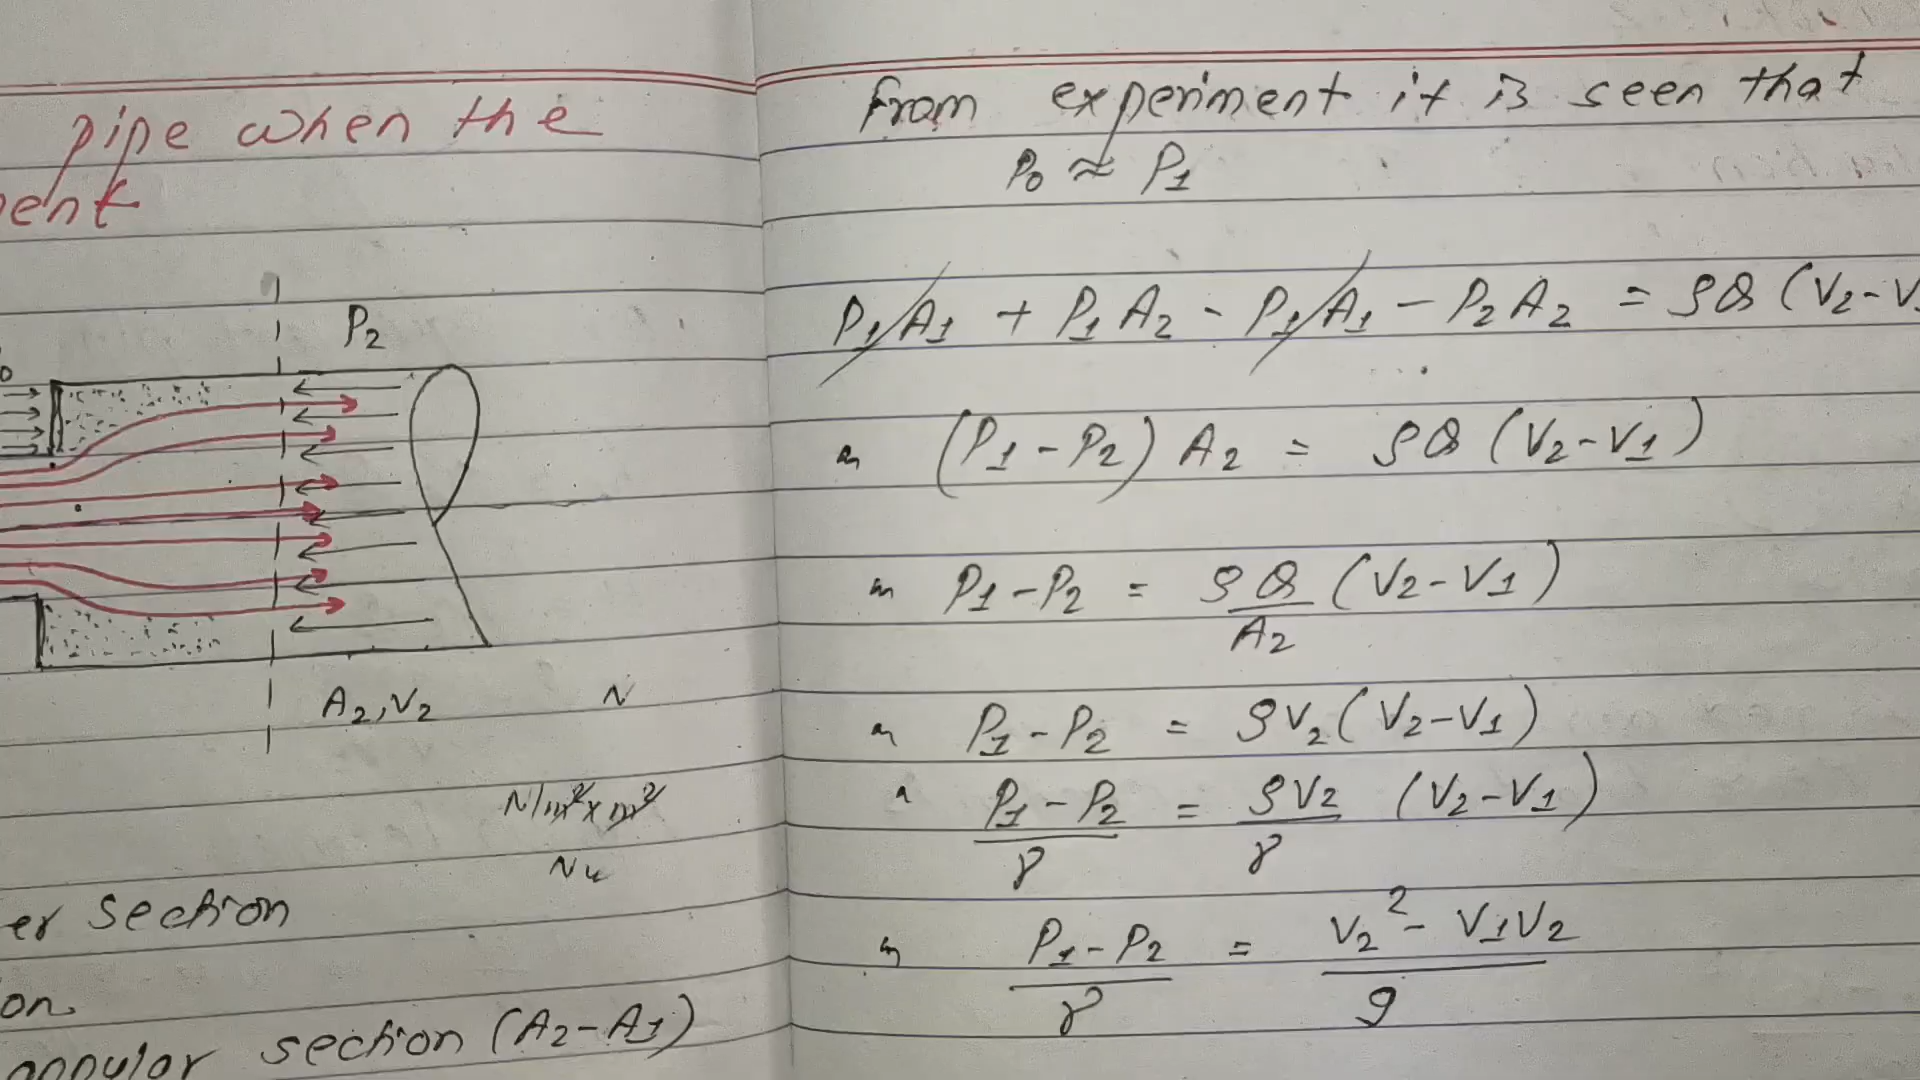 pipe when the
ent
P2
A2, V2
N
N/m² x m²
er section
on.
annular section (A2-A1)
From experiment it is seen that
P0 ≈ P1
P1A1 + P1A2 - P1A1 - P2A2 = ρQ (V2-V
(P1-P2) A2 = ρQ (V2-V1)
P1-P2 = ρQ/A2 (V2-V1)
P1-P2 = ρV2 (V2-V1)
P1-P2/γ = ρV2/γ (V2-V1)
P1-P2/γ = V2² - V1V2/g